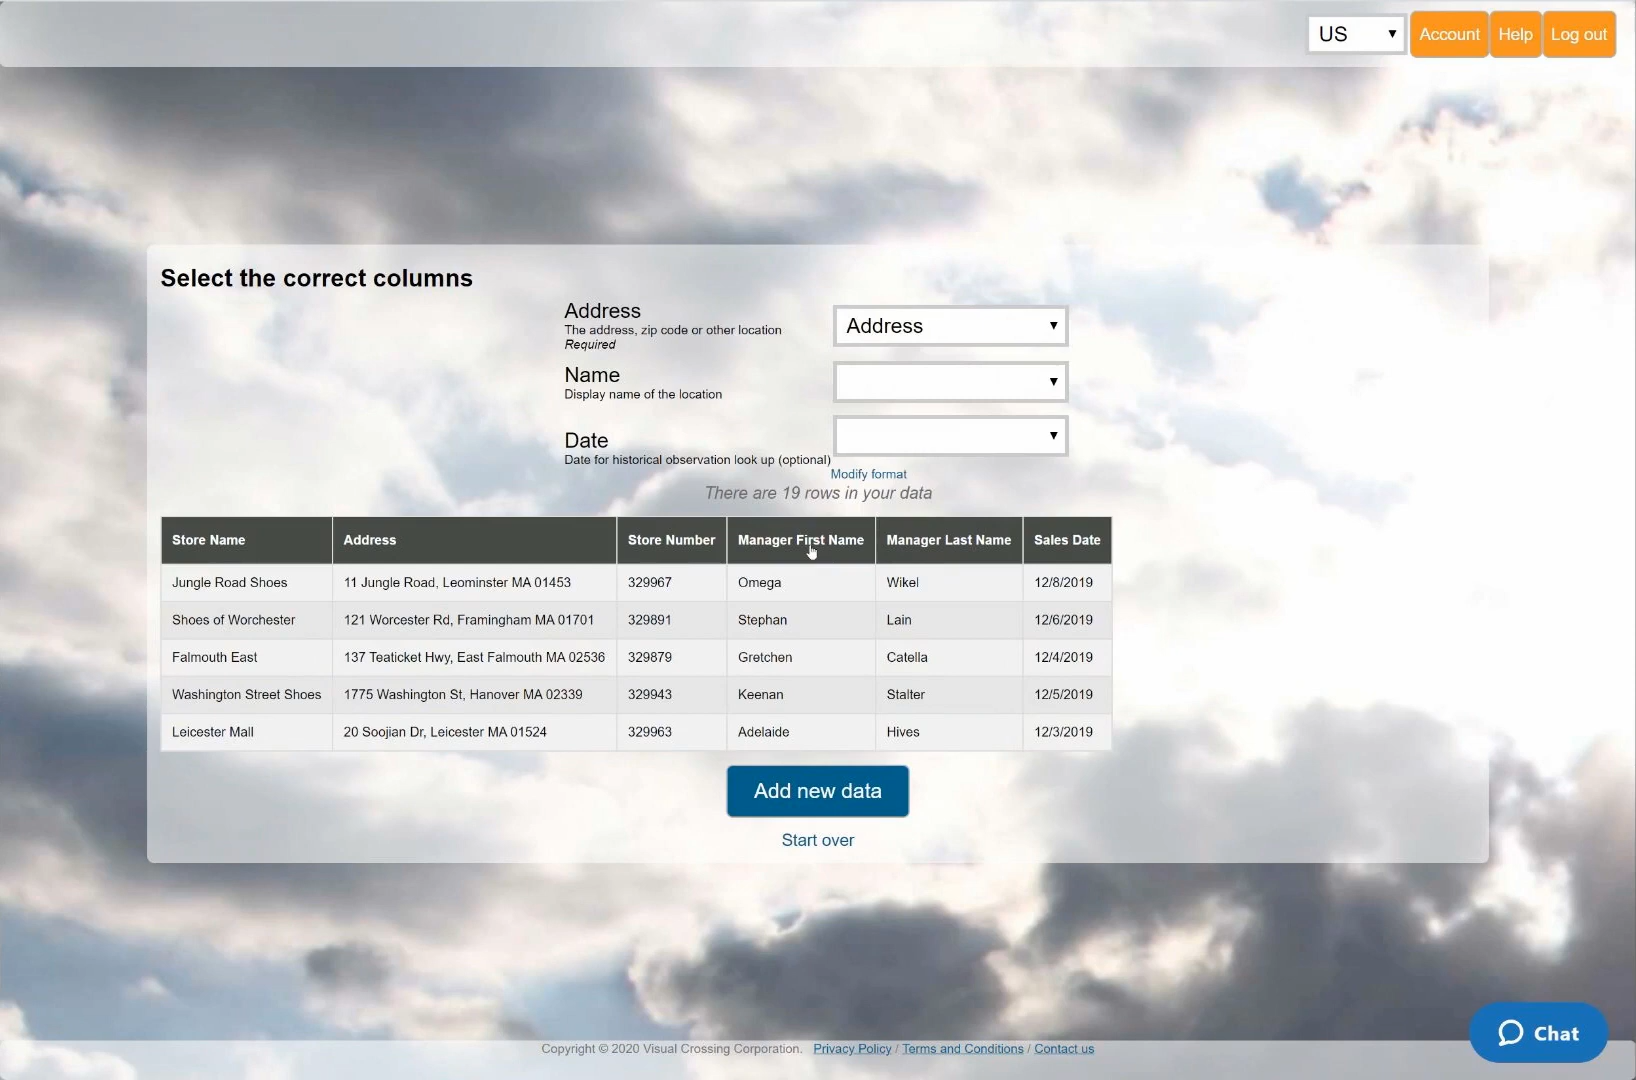 US ▼ Account Help Log out
Select the correct columns
Address
The address, zip code or other location
Required
Address ▼
Name
Display name of the location
▼
Date
Date for historical observation look up (optional)
▼
Modify format
There are 19 rows in your data
Store Name Address Store Number Manager First Name Manager Last Name Sales Date
Jungle Road Shoes 11 Jungle Road, Leominster MA 01453 329967 Omega Wikel 12/8/2019
Shoes of Worchester 121 Worcester Rd, Framingham MA 01701 329891 Stephan Lain 12/6/2019
Falmouth East 137 Teaticket Hwy, East Falmouth MA 02536 329879 Gretchen Catella 12/4/2019
Washington Street Shoes 1775 Washington St, Hanover MA 02339 329943 Keenan Stalter 12/5/2019
Leicester Mall 20 Soojian Dr, Leicester MA 01524 329963 Adelaide Hives 12/3/2019
Add new data
Start over
Chat
Copyright © 2020 Visual Crossing Corporation. Privacy Policy / Terms and Conditions / Contact us